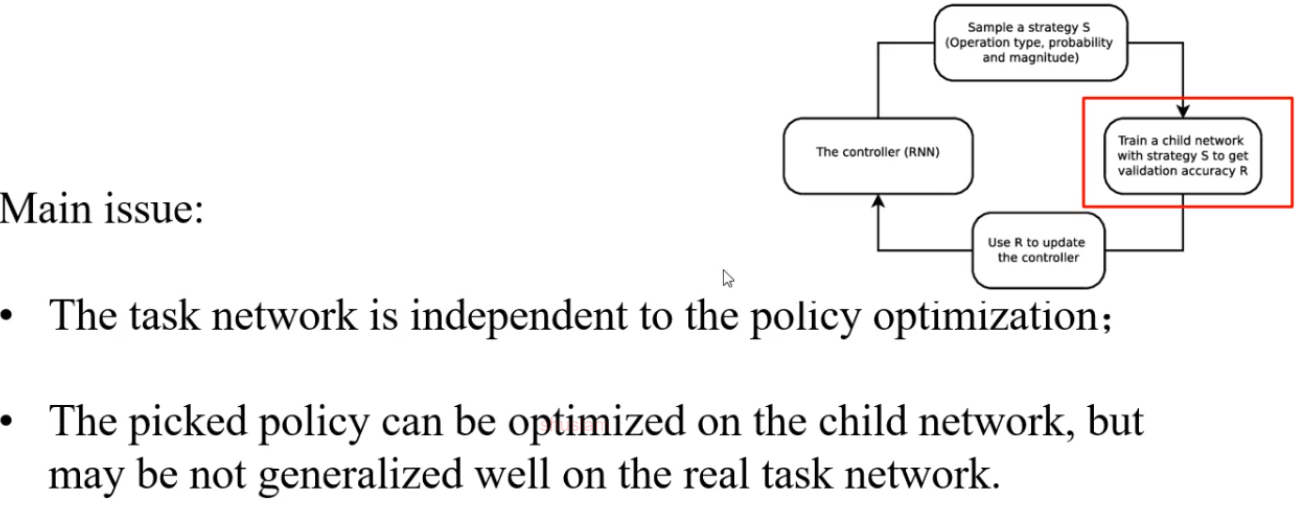 Sample a strategy S
(Operation type, probability
and magnitude)
The controller (RNN)
Train a child network
with strategy S to get
validation accuracy R
Use R to update
the controller
Main issue:
• The task network is independent to the policy optimization；
• The picked policy can be optimized on the child network, but
may be not generalized well on the real task network.